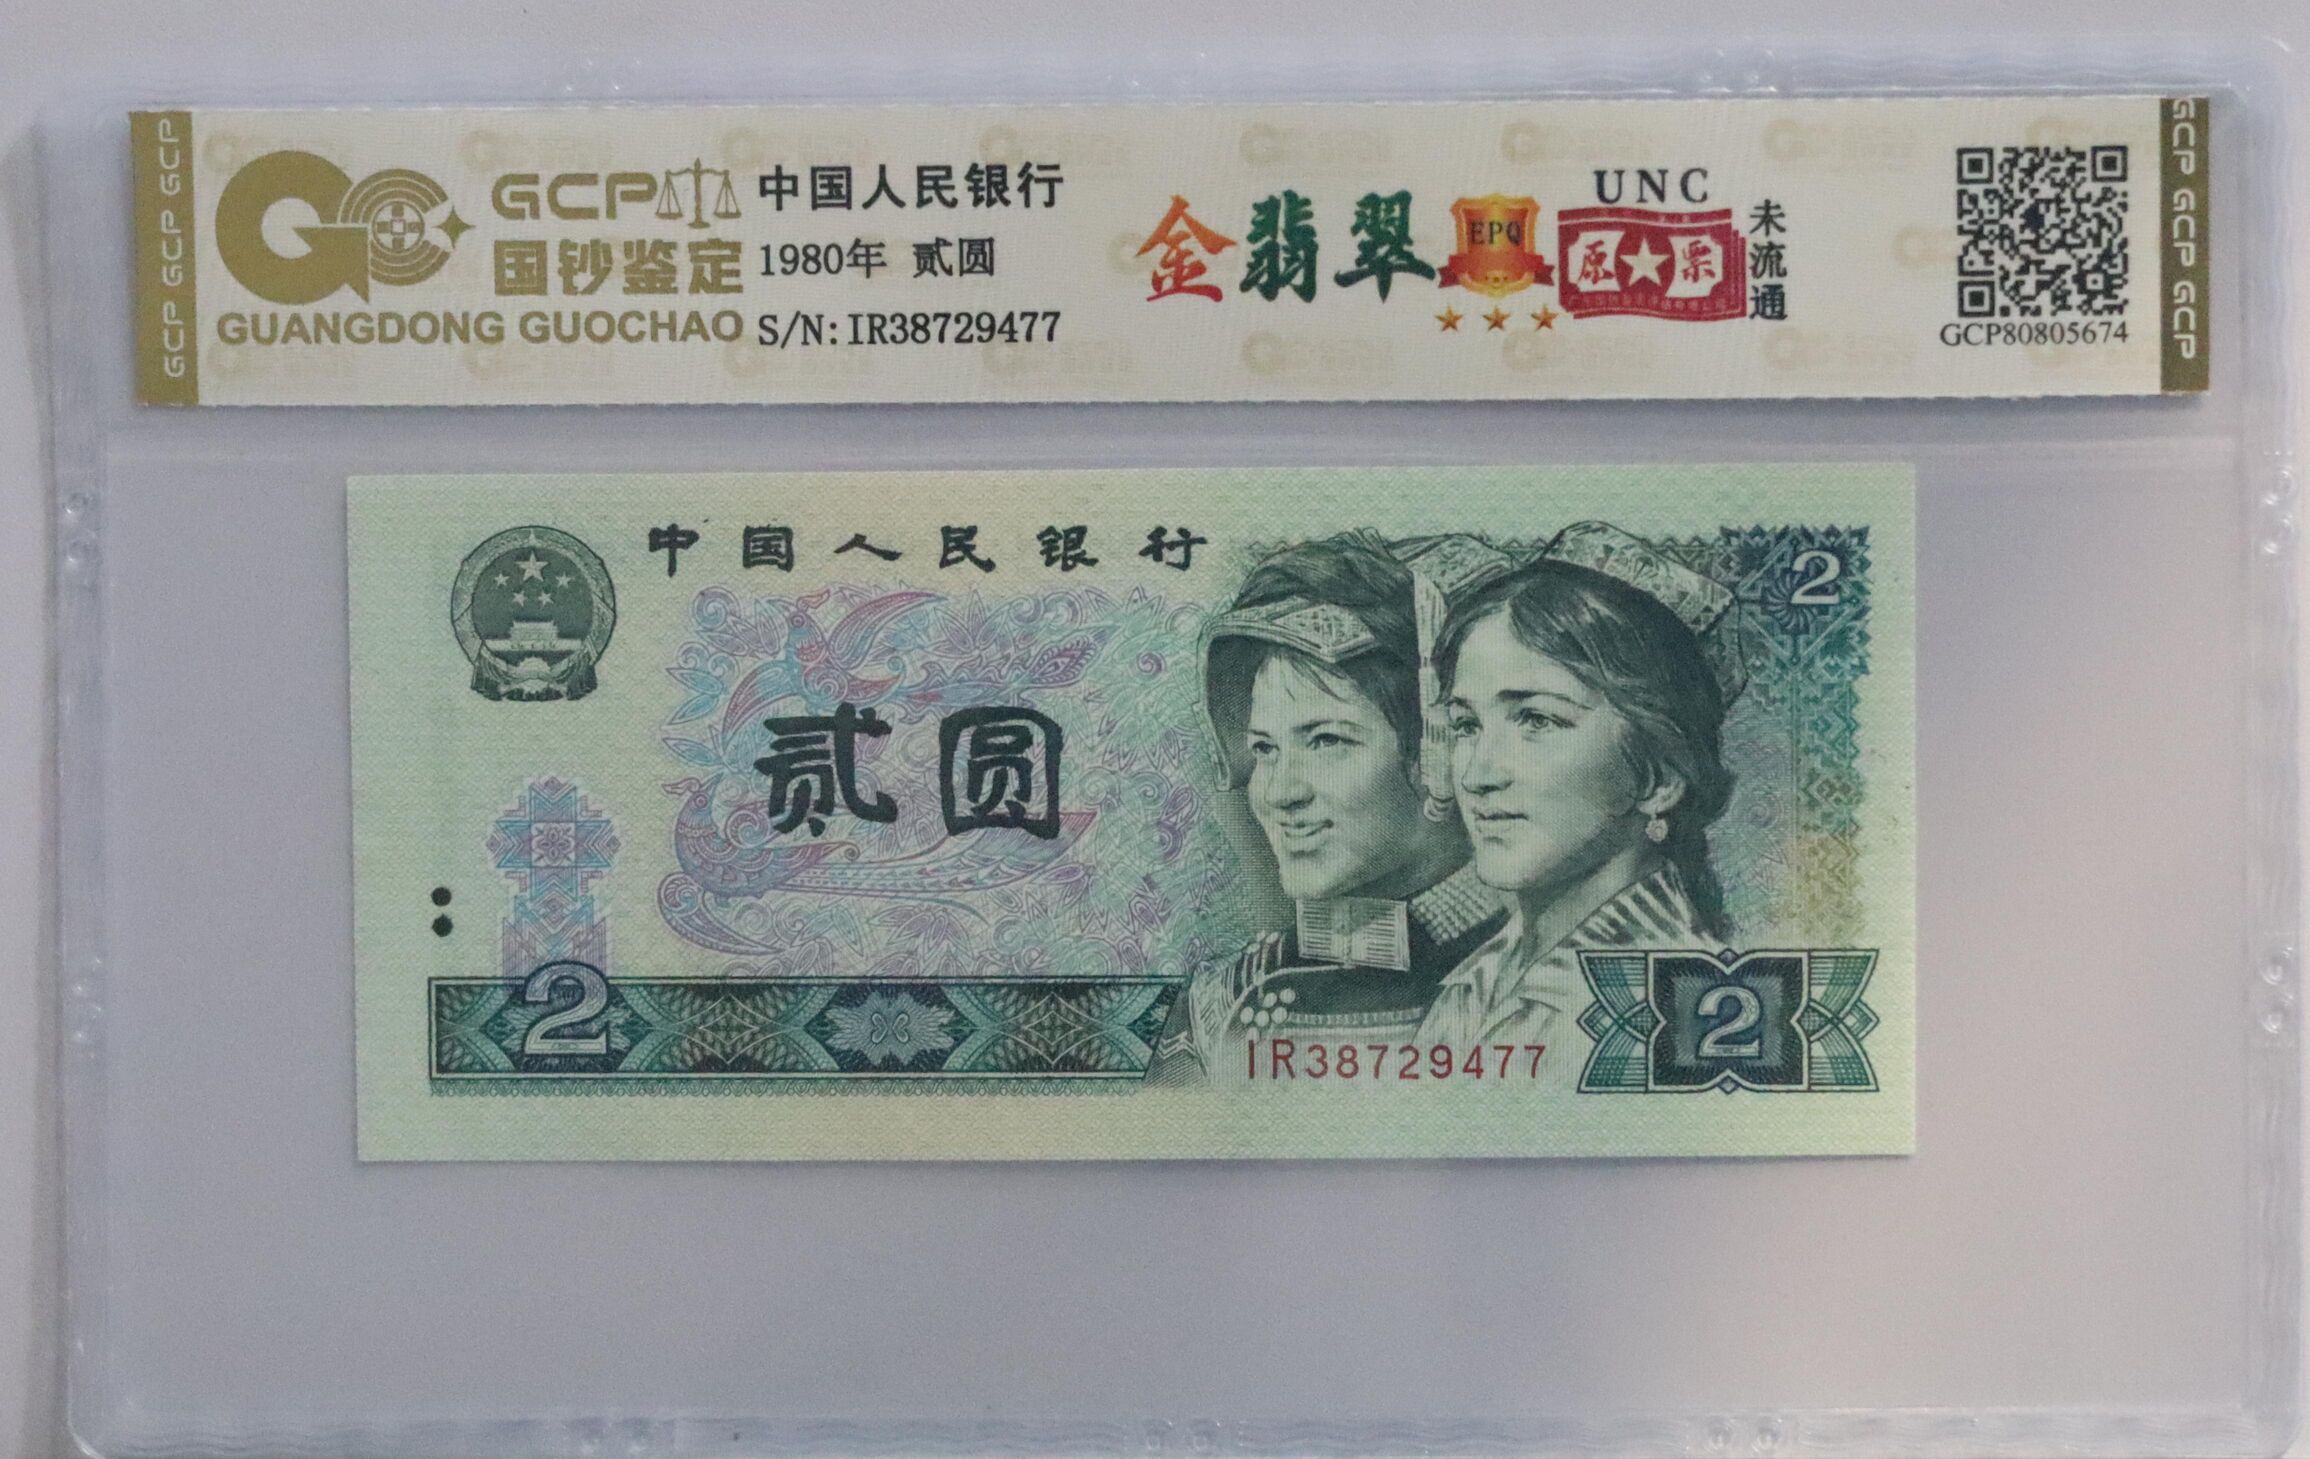 GCP GCP GCP
GCP
国钞鉴定
GUANGDONG GUOCHAO
中国人民银行
1980年 贰圆
S/N: IR38729477
金翡翠
EPQ
UNC
原票
未流通
GCP80805674
GCP GCP GCP
中国人民银行
2
贰圆
2
IR38729477
2